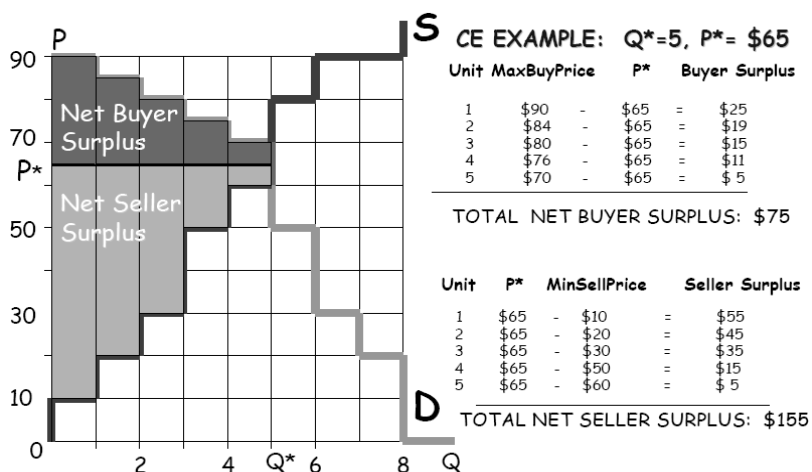 P
90
70
P*
50
30
10
0
2
4
Q*
6
8
Q
Net Buyer
Surplus
Net Seller
Surplus
S
D
CE EXAMPLE: Q*=5, P*= $65
Unit MaxBuyPrice P* Buyer Surplus
1 $90 - $65 = $25
2 $84 - $65 = $19
3 $80 - $65 = $15
4 $76 - $65 = $11
5 $70 - $65 = $ 5
TOTAL NET BUYER SURPLUS: $75
Unit P* MinSellPrice Seller Surplus
1 $65 - $10 = $55
2 $65 - $20 = $45
3 $65 - $30 = $35
4 $65 - $50 = $15
5 $65 - $60 = $ 5
TOTAL NET SELLER SURPLUS: $155